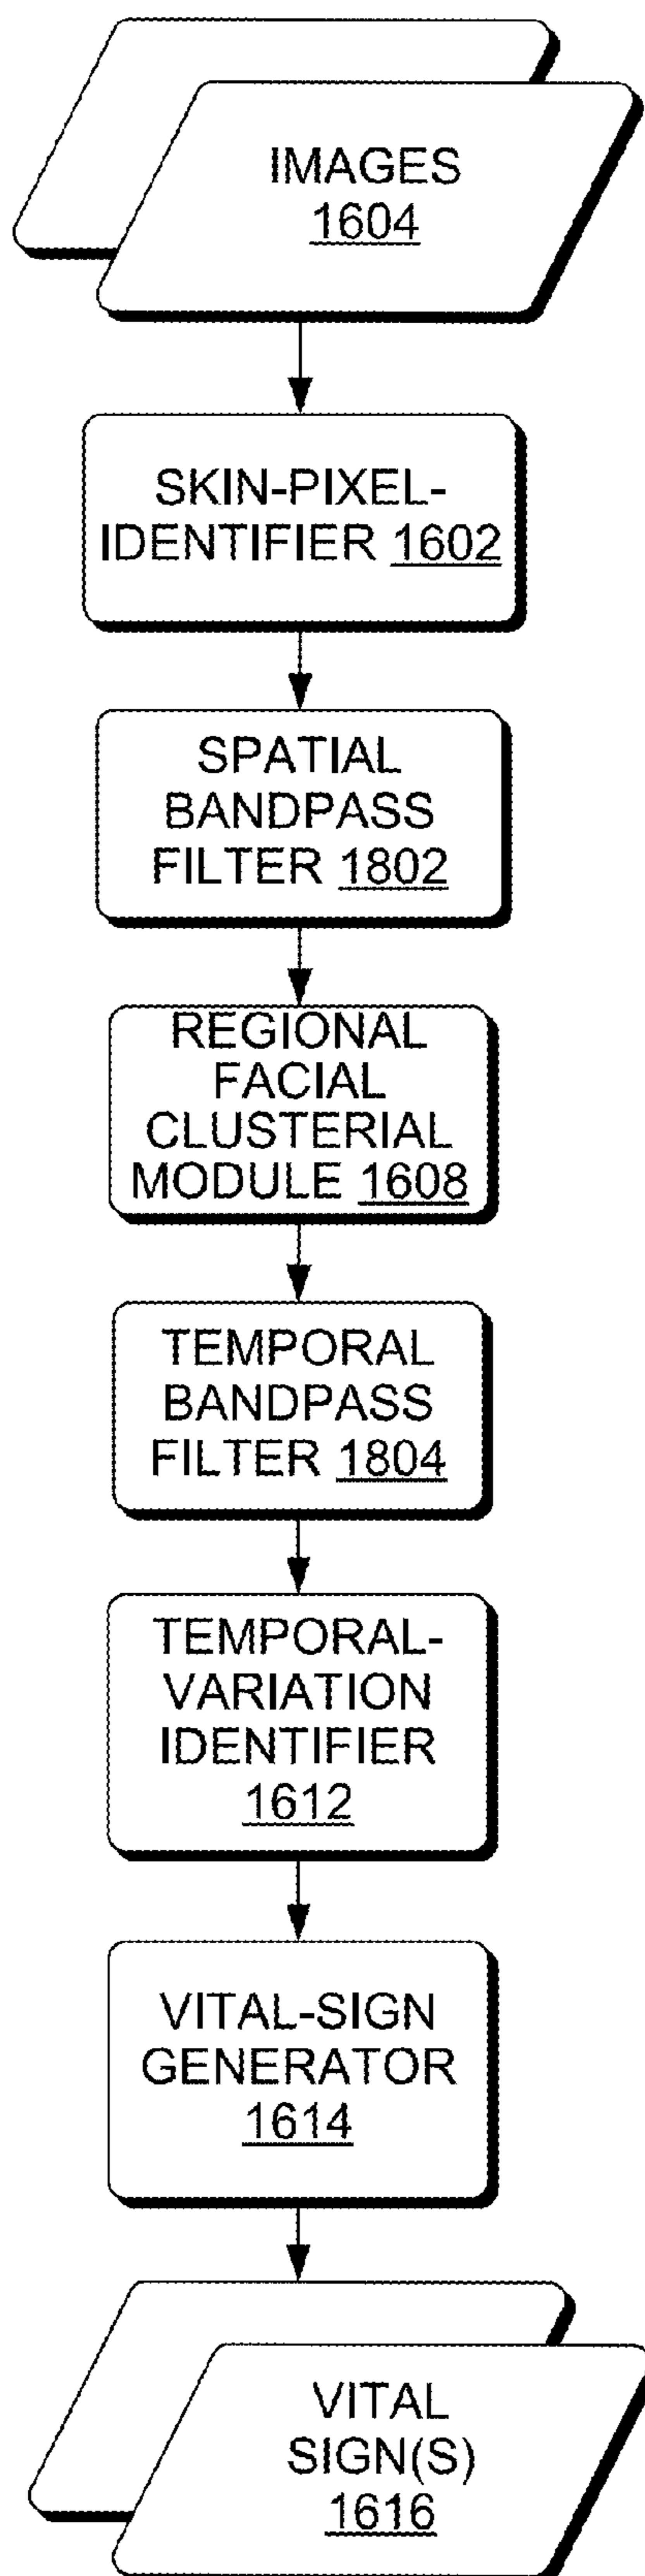 IMAGES
1604
SKIN-PIXEL-
IDENTIFIER 1602
SPATIAL
BANDPASS
FILTER 1802
REGIONAL
FACIAL
CLUSTERIAL
MODULE 1608
TEMPORAL
BANDPASS
FILTER 1804
TEMPORAL-
VARIATION
IDENTIFIER
1612
VITAL-SIGN
GENERATOR
1614
VITAL
SIGN(S)
1616